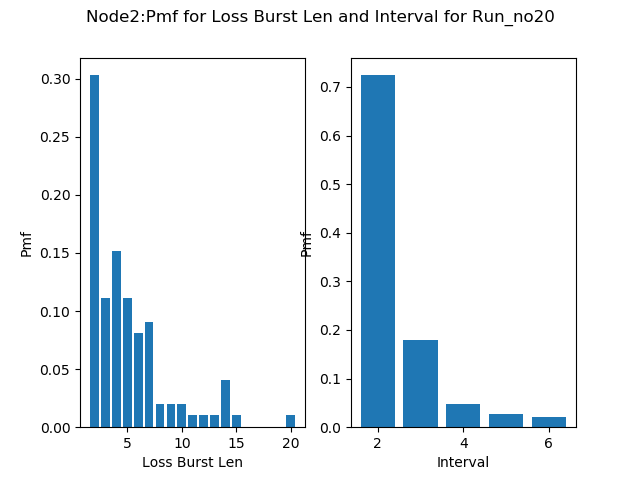 Node2:Pmf for Loss Burst Len and Interval for Run_no20
0.30
0.25
0.20
0.15
0.10
0.05
0.00
Pmf
5 10 15 20
Loss Burst Len
0.7
0.6
0.5
0.4
0.3
0.2
0.1
0.0
Pmf
2 4 6
Interval